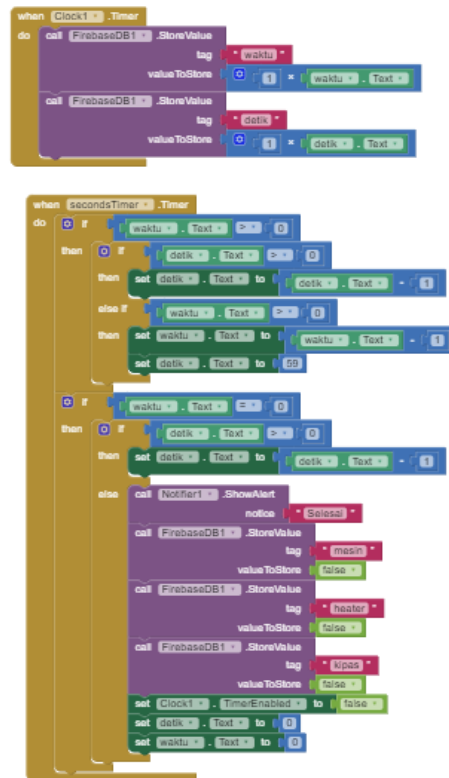 when Clock1 .Timer
do call FirebaseDB1 .StoreValue
tag " waktu "
valueToStore 1 × waktu . Text
call FirebaseDB1 .StoreValue
tag " detik "
valueToStore 1 × detik . Text
when secondsTimer .Timer
do if waktu . Text > 0
then if detik . Text > 0
then set detik . Text to detik . Text - 1
else if waktu . Text > 0
then set waktu . Text to waktu . Text - 1
set detik . Text to 59
if waktu . Text = 0
then if detik . Text > 0
then set detik . Text to detik . Text - 1
else call Notifier1 .ShowAlert
notice " Selesai "
call FirebaseDB1 .StoreValue
tag " mesin "
valueToStore false
call FirebaseDB1 .StoreValue
tag " heater "
valueToStore false
call FirebaseDB1 .StoreValue
tag " kipas "
valueToStore false
set Clock1 . TimerEnabled to false
set detik . Text to 0
set waktu . Text to 0